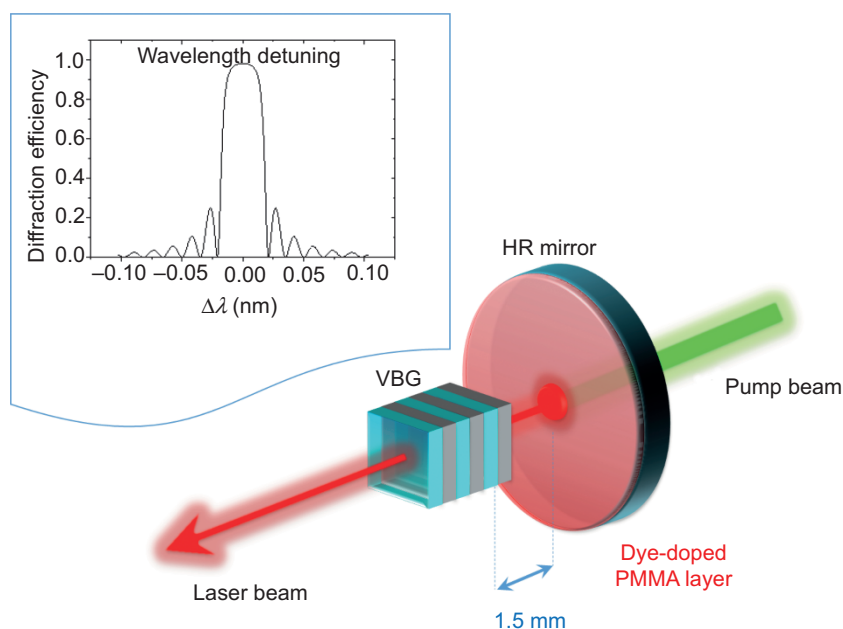 Wavelength detuning
Diffraction efficiency
1.0
0.8
0.6
0.4
0.2
0.0
−0.10 −0.05 0.00 0.05 0.10
Δλ (nm)
HR mirror
VBG
Pump beam
Laser beam
Dye-doped
PMMA layer
1.5 mm